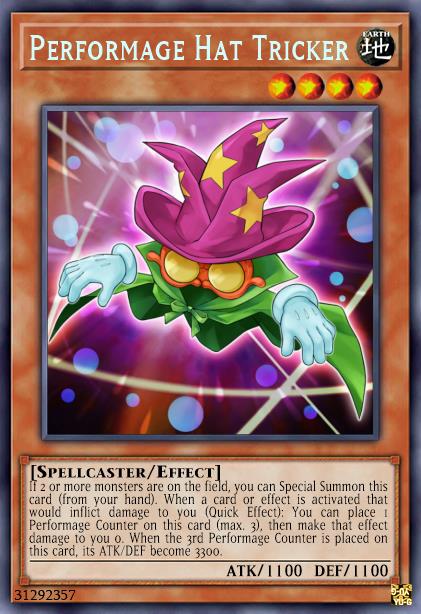 PERFORMAGE HAT TRICKER
EARTH
地
[SPELLCASTER/EFFECT]
If 2 or more monsters are on the field, you can Special Summon this
card (from your hand). When a card or effect is activated that
would inflict damage to you (Quick Effect): You can place 1
Performage Counter on this card (max. 3), then make that effect
damage to you 0. When the 3rd Performage Counter is placed on
this card, its ATK/DEF become 3300.
ATK/1100 DEF/1100
31292357